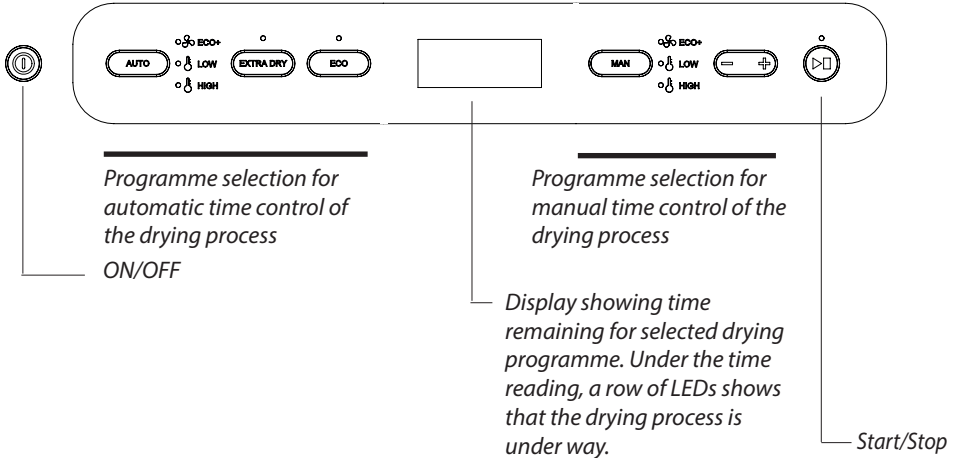 ECO+
AUTO
LOW
EXTRA DRY
ECO
HIGH
MAN
ECO+
LOW
HIGH
Programme selection for
automatic time control of
the drying process
ON/OFF
Programme selection for
manual time control of the
drying process
Display showing time
remaining for selected drying
programme. Under the time
reading, a row of LEDs shows
that the drying process is
under way.
Start/Stop